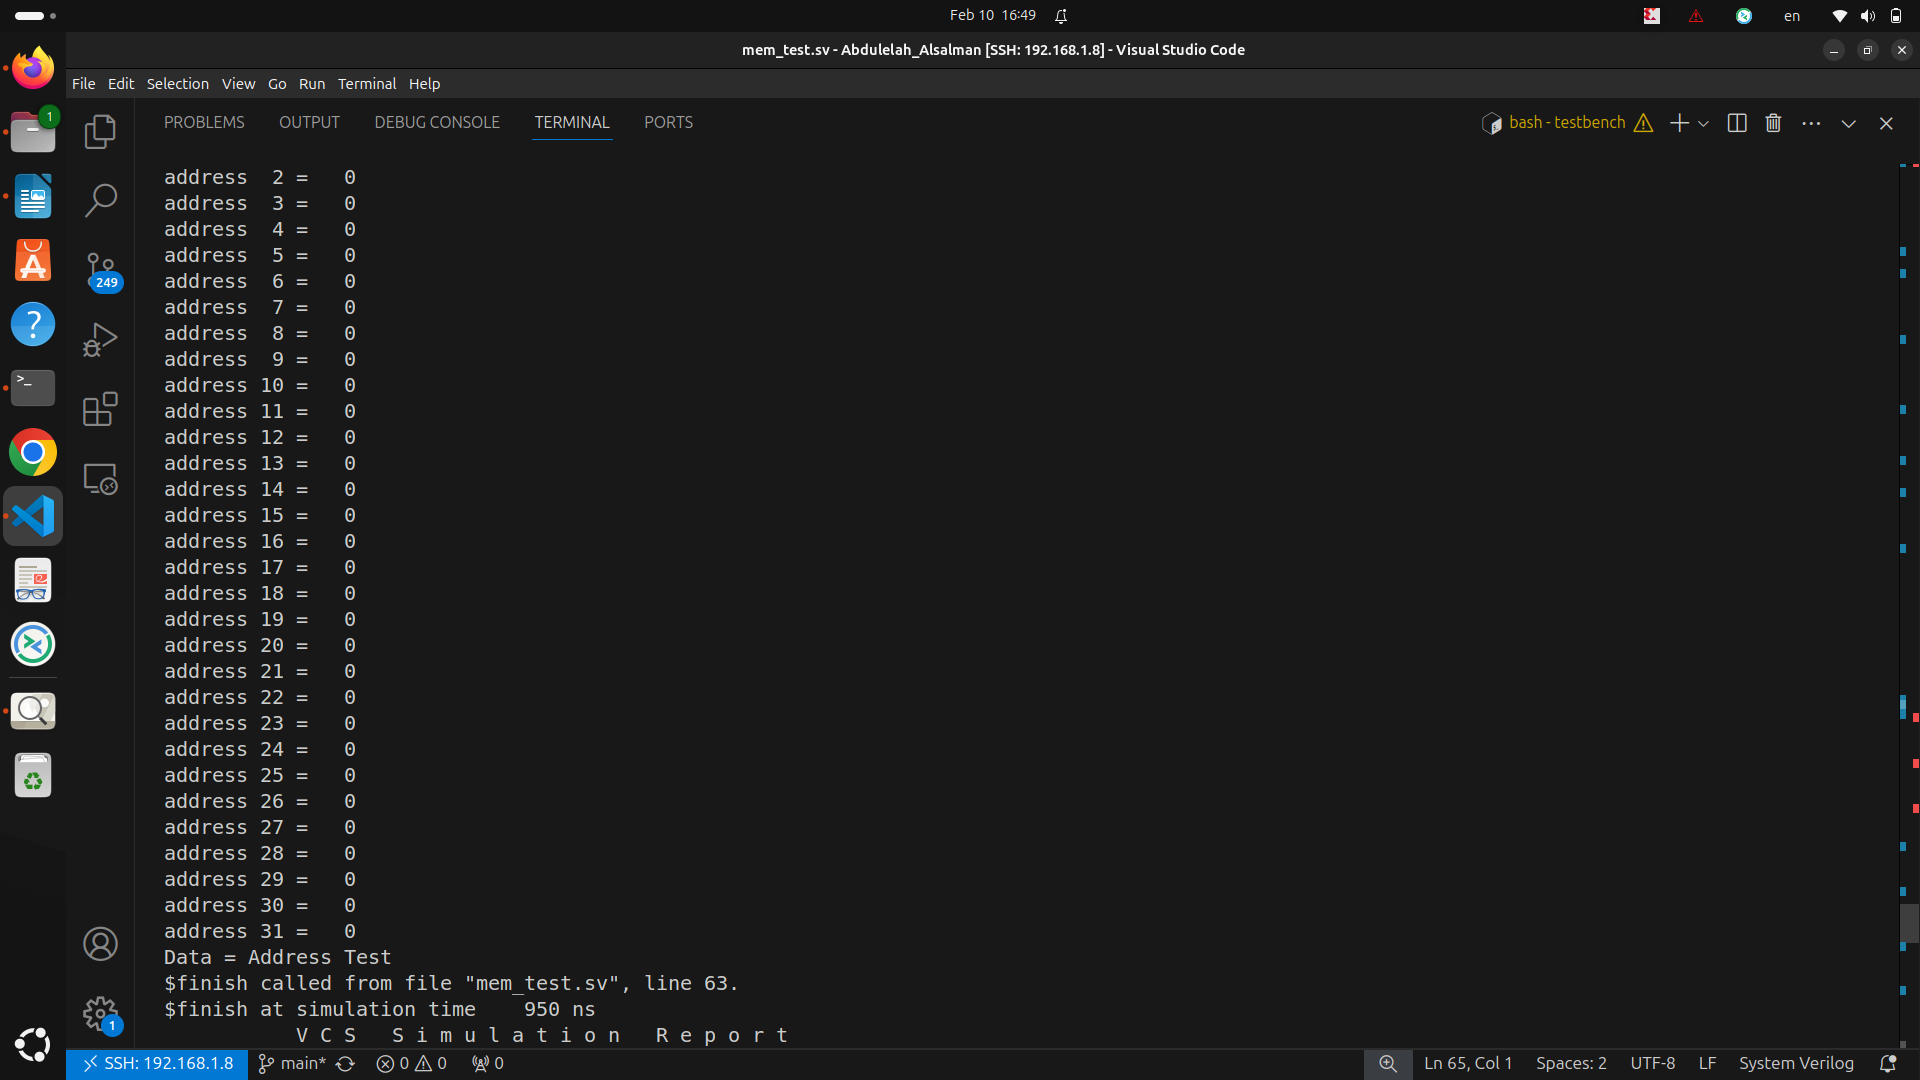 Feb 10 16:49
en
mem_test.sv - Abdulelah_Alsalman [SSH: 192.168.1.8] - Visual Studio Code
File Edit Selection View Go Run Terminal Help
PROBLEMS OUTPUT DEBUG CONSOLE TERMINAL PORTS
bash - testbench
1
249
1
address  2 =   0
address  3 =   0
address  4 =   0
address  5 =   0
address  6 =   0
address  7 =   0
address  8 =   0
address  9 =   0
address 10 =   0
address 11 =   0
address 12 =   0
address 13 =   0
address 14 =   0
address 15 =   0
address 16 =   0
address 17 =   0
address 18 =   0
address 19 =   0
address 20 =   0
address 21 =   0
address 22 =   0
address 23 =   0
address 24 =   0
address 25 =   0
address 26 =   0
address 27 =   0
address 28 =   0
address 29 =   0
address 30 =   0
address 31 =   0
Data = Address Test
$finish called from file "mem_test.sv", line 63.
$finish at simulation time    950 ns
V C S   S i m u l a t i o n   R e p o r t
SSH: 192.168.1.8 main* 0 0 0 Ln 65, Col 1 Spaces: 2 UTF-8 LF System Verilog